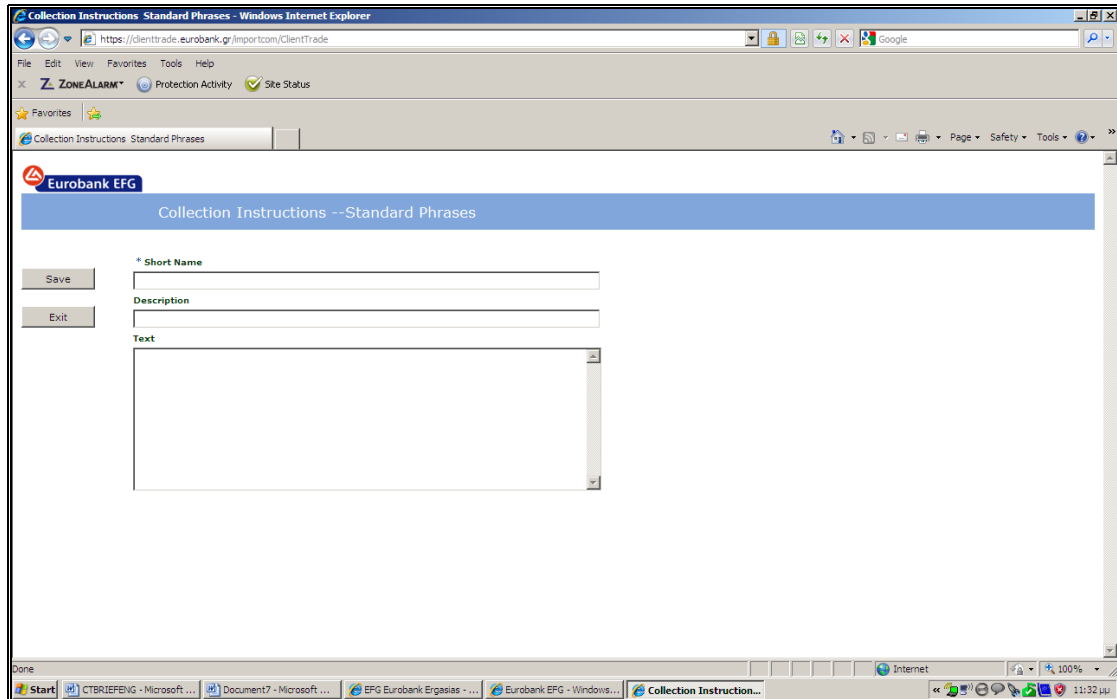 Collection Instructions  Standard Phrases - Windows Internet Explorer
https://clienttrade.eurobank.gr/importcom/ClientTrade
Google
File Edit View Favorites Tools Help
x ZONEALARM Protection Activity Site Status
Favorites
Collection Instructions  Standard Phrases
Page Safety Tools »
Eurobank EFG
Collection Instructions --Standard Phrases
* Short Name
Save
Description
Exit
Text
Done
Internet
100%
Start
CTBRIEFENG - Microsoft ...
Document7 - Microsoft ...
EFG Eurobank Ergasias - ...
Eurobank EFG - Windows...
Collection Instruction...
« 11:32 μμ